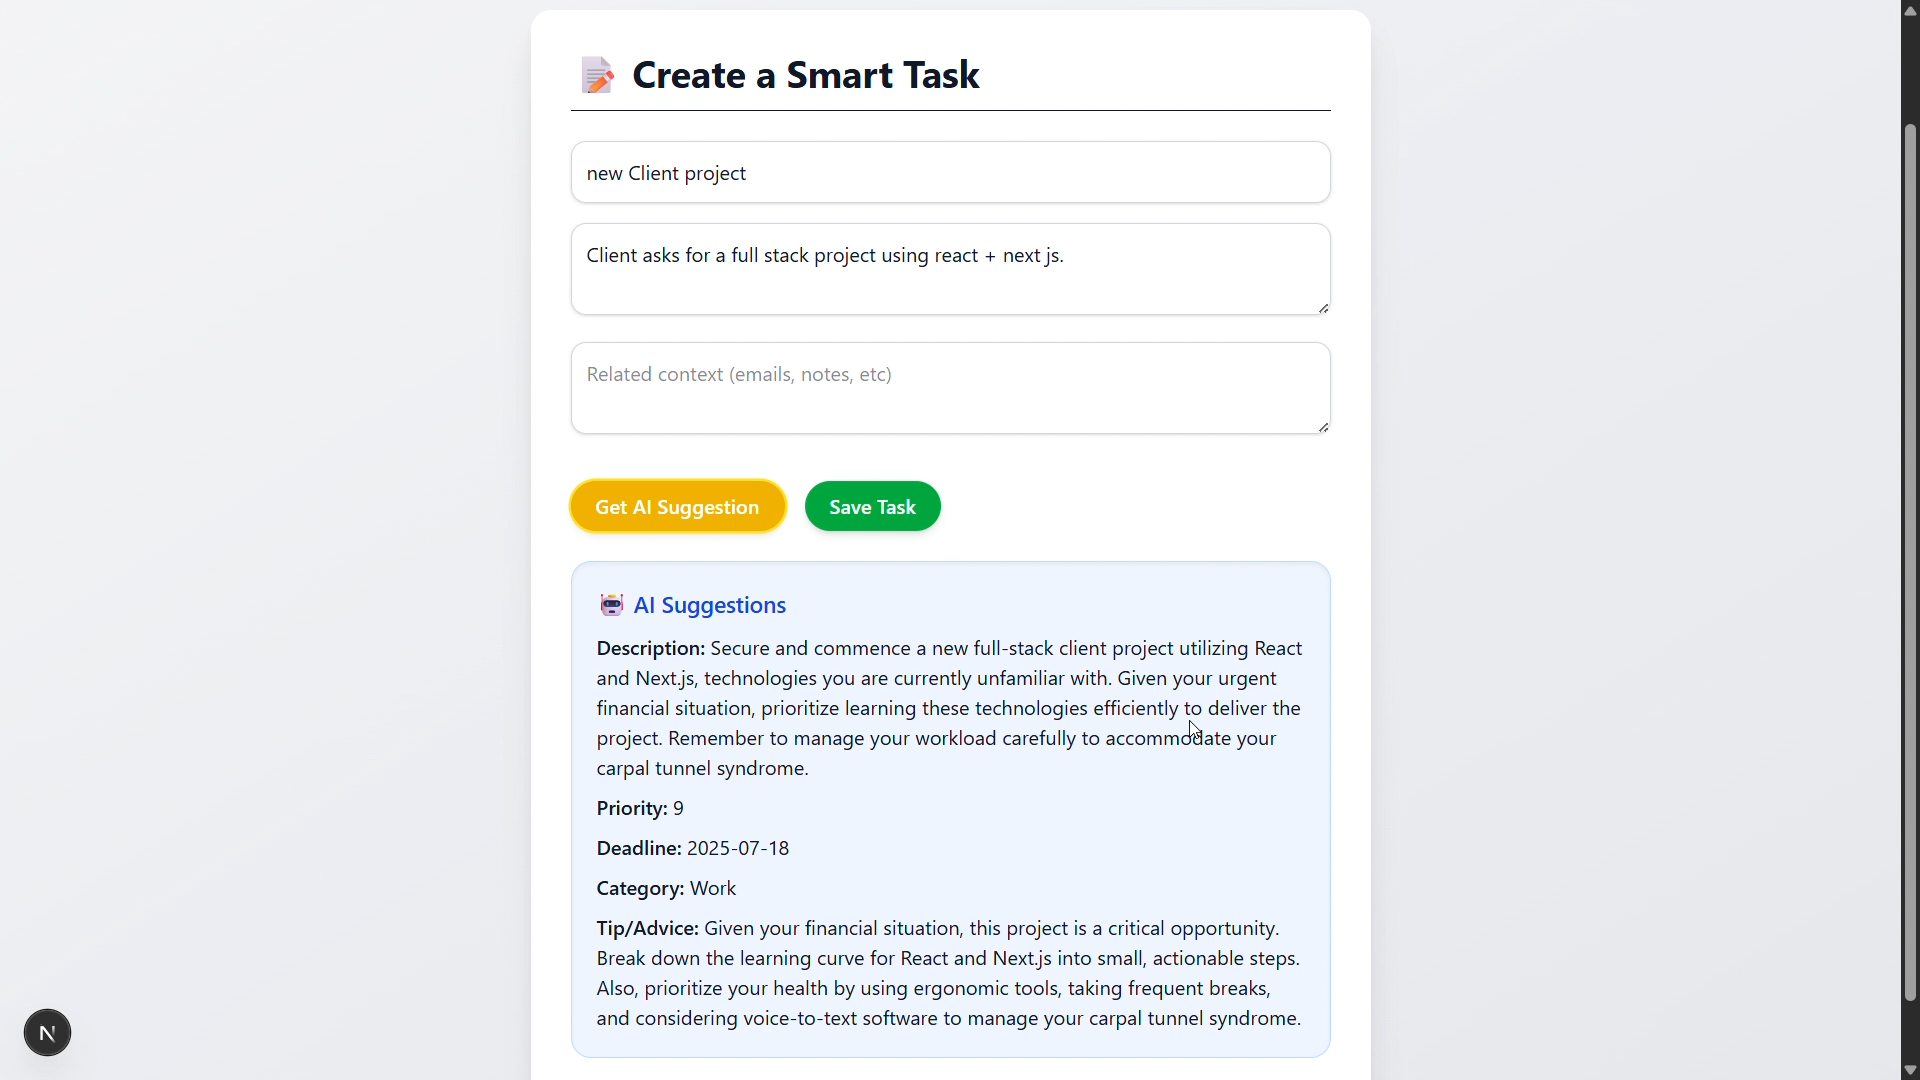 Create a Smart Task
new Client project
Client asks for a full stack project using react + next js.
Related context (emails, notes, etc)
Get AI Suggestion
Save Task
AI Suggestions
Description: Secure and commence a new full-stack client project utilizing React
and Next.js, technologies you are currently unfamiliar with. Given your urgent
financial situation, prioritize learning these technologies efficiently to deliver the
project. Remember to manage your workload carefully to accommodate your
carpal tunnel syndrome.
Priority: 9
Deadline: 2025-07-18
Category: Work
Tip/Advice: Given your financial situation, this project is a critical opportunity.
Break down the learning curve for React and Next.js into small, actionable steps.
Also, prioritize your health by using ergonomic tools, taking frequent breaks,
and considering voice-to-text software to manage your carpal tunnel syndrome.
N